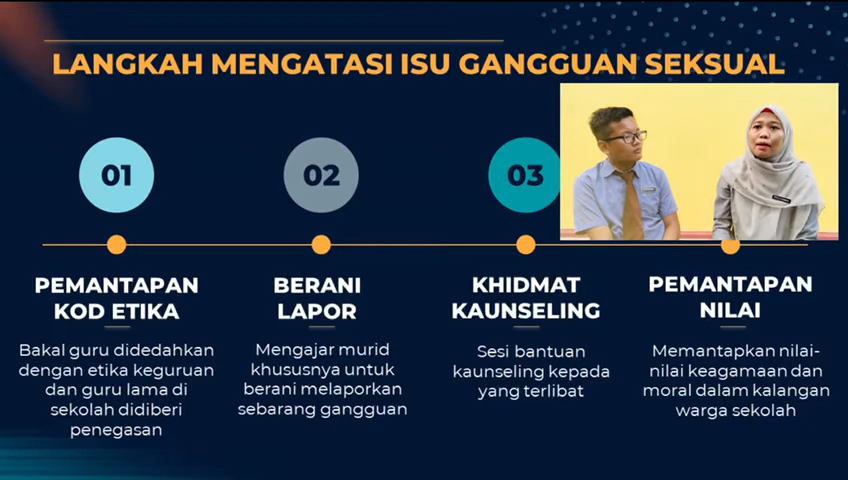 LANGKAH MENGATASI ISU GANGGUAN SEKSUAL
01
02
03
PEMANTAPAN
KOD ETIKA
Bakal guru didedahkan
dengan etika keguruan
dan guru lama di
sekolah didiberi
penegasan
BERANI
LAPOR
Mengajar murid
khususnya untuk
berani melaporkan
sebarang gangguan
KHIDMAT
KAUNSELING
Sesi bantuan
kaunseling kepada
yang terlibat
PEMANTAPAN
NILAI
Memantapkan nilai-
nilai keagamaan dan
moral dalam kalangan
warga sekolah